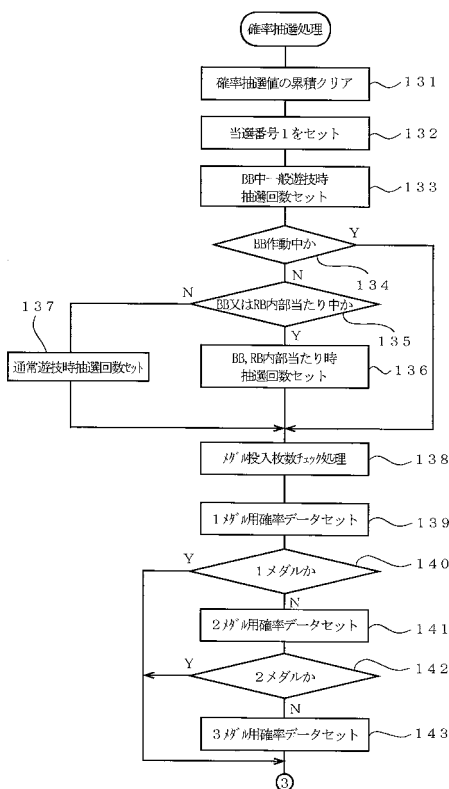 確率抽選処理
確率抽選値の累積クリア
131
当選番号1をセット
132
BB中一般遊技時
抽選回数セット
133
BB作動中か
Y
134
N
BB又はRB内部当たり中か
N
135
137
Y
通常遊技時抽選回数セット
BB,RB内部当たり時
抽選回数セット
136
メダル投入枚数チェック処理
138
1メダル用確率データセット
139
Y
1メダルか
140
N
2メダル用確率データセット
141
Y
2メダルか
142
N
3メダル用確率データセット
143
③